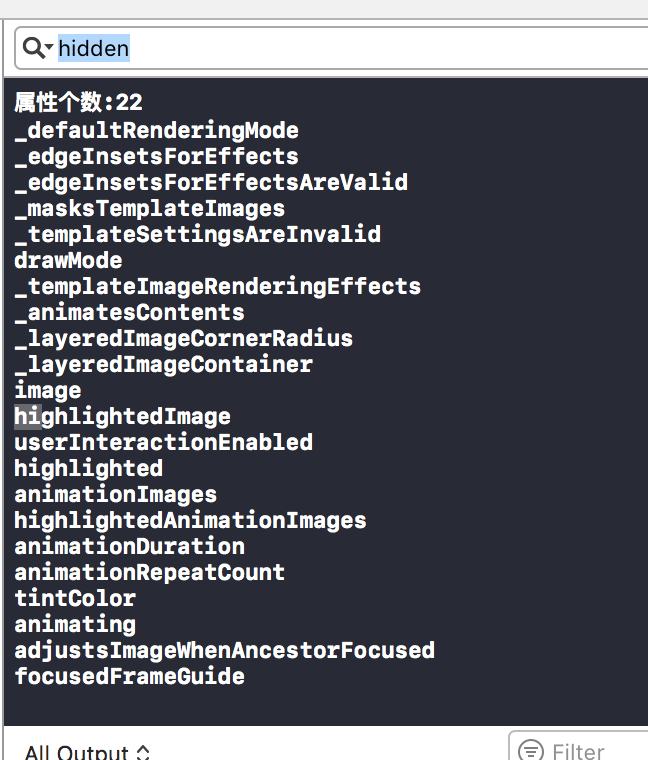 hidden
属性个数:22
_defaultRenderingMode
_edgeInsetsForEffects
_edgeInsetsForEffectsAreValid
_masksTemplateImages
_templateSettingsAreInvalid
drawMode
_templateImageRenderingEffects
_animatesContents
_layeredImageCornerRadius
_layeredImageContainer
image
highlightedImage
userInteractionEnabled
highlighted
animationImages
highlightedAnimationImages
animationDuration
animationRepeatCount
tintColor
animating
adjustsImageWhenAncestorFocused
focusedFrameGuide
All Output
Filter